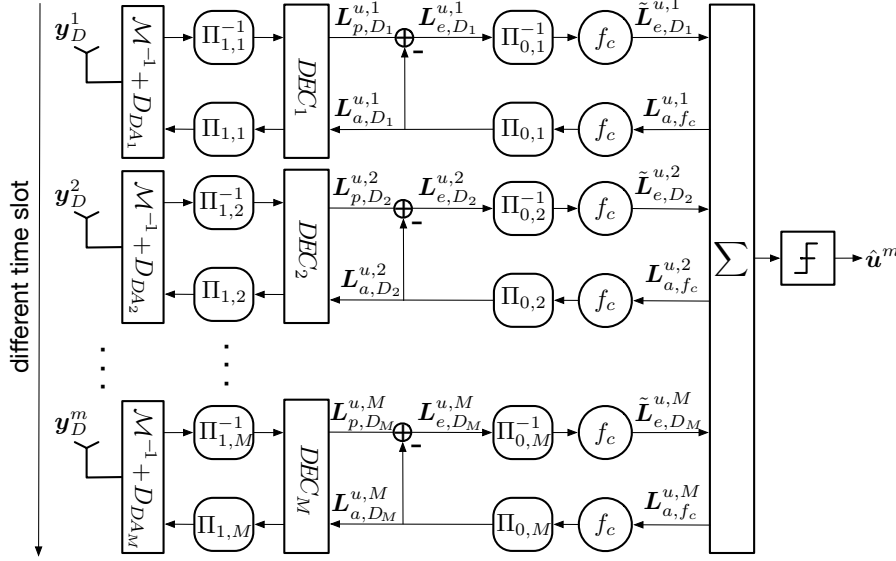 different time slot
y_D^1
M^{-1} + D_{DA_1}
Π_{1,1}^{-1}
Π_{1,1}
DEC_1
L_{p,D_1}^{u,1}
L_{e,D_1}^{u,1}
-
L_{a,D_1}^{u,1}
Π_{0,1}^{-1}
f_c
L̃_{e,D_1}^{u,1}
Π_{0,1}
f_c
L_{a,f_c}^{u,1}
y_D^2
M^{-1} + D_{DA_2}
Π_{1,2}^{-1}
Π_{1,2}
DEC_2
L_{p,D_2}^{u,2}
L_{e,D_2}^{u,2}
-
L_{a,D_2}^{u,2}
Π_{0,2}^{-1}
f_c
L̃_{e,D_2}^{u,2}
Π_{0,2}
f_c
L_{a,f_c}^{u,2}
y_D^m
M^{-1} + D_{DA_M}
Π_{1,M}^{-1}
Π_{1,M}
DEC_M
L_{p,D_M}^{u,M}
L_{e,D_M}^{u,M}
-
L_{a,D_M}^{u,M}
Π_{0,M}^{-1}
f_c
L̃_{e,D_M}^{u,M}
Π_{0,M}
f_c
L_{a,f_c}^{u,M}
∑
û^m